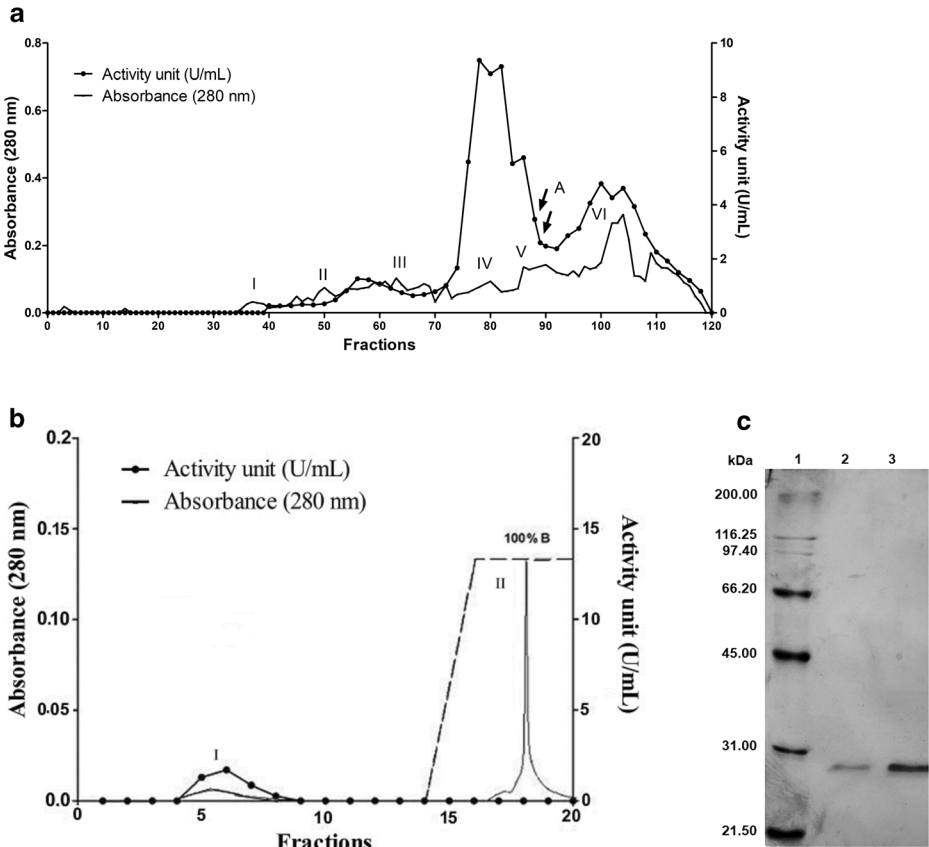 a
Activity unit (U/mL)
Absorbance (280 nm)
Absorbance (280 nm)
0.8
0.6
0.4
0.2
0.0
I
II
III
IV
V
A
VI
10
8
6
4
2
0
Activity unit (U/mL)
0 10 20 30 40 50 60 70 80 90 100 110 120
Fractions
b
Activity unit (U/mL)
Absorbance (280 nm)
Absorbance (280 nm)
0.2
0.15
0.10
0.05
0.0
I
100% B
II
20
15
10
5
0
Activity unit (U/mL)
0 5 10 15 20
Fractions
c
kDa 1 2 3
200.00
116.25
97.40
66.20
45.00
31.00
21.50